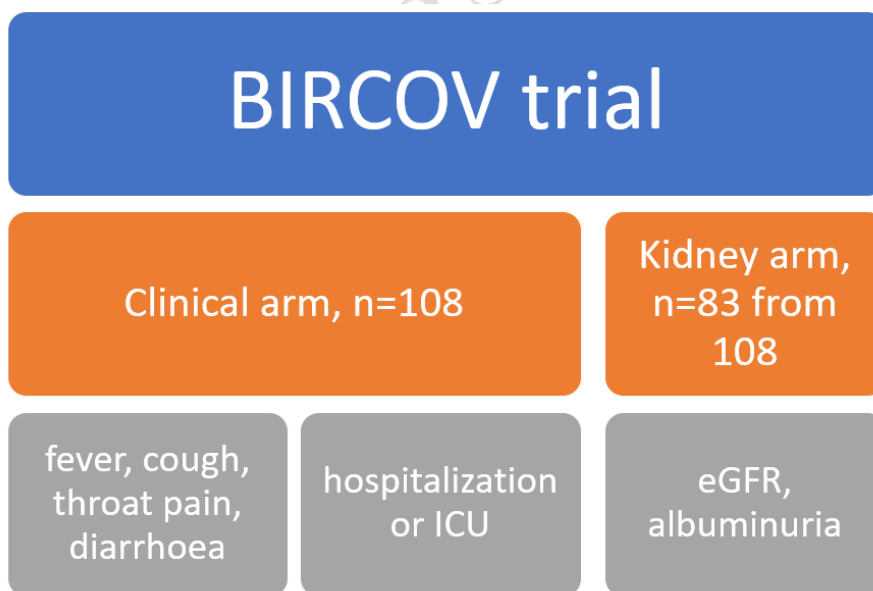 BIRCOV trial
Clinical arm, n=108
Kidney arm,
n=83 from
108
fever, cough,
throat pain,
diarrhoea
hospitalization
or ICU
eGFR,
albuminuria